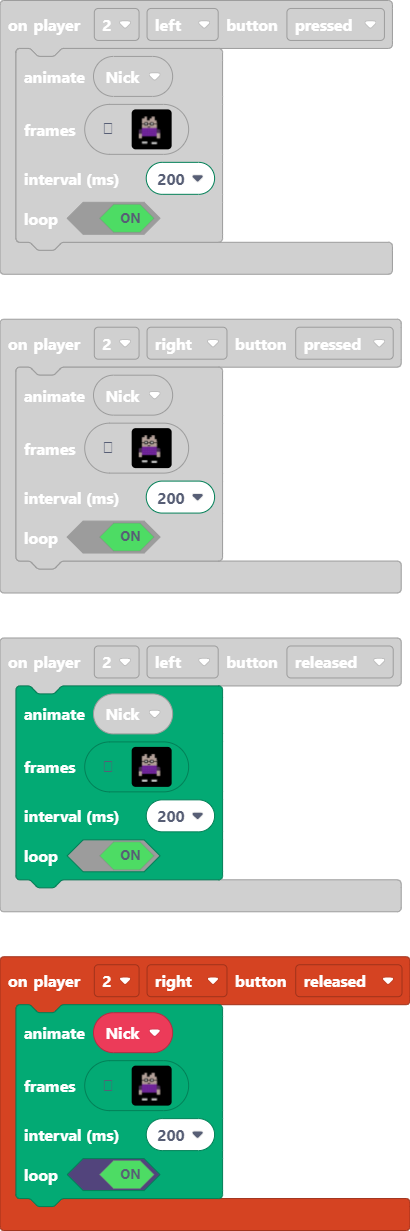 on player 2 left button pressed
animate Nick
frames
interval (ms) 200
loop ON
on player 2 right button pressed
animate Nick
frames
interval (ms) 200
loop ON
on player 2 left button released
animate Nick
frames
interval (ms) 200
loop ON
on player 2 right button released
animate Nick
frames
interval (ms) 200
loop ON